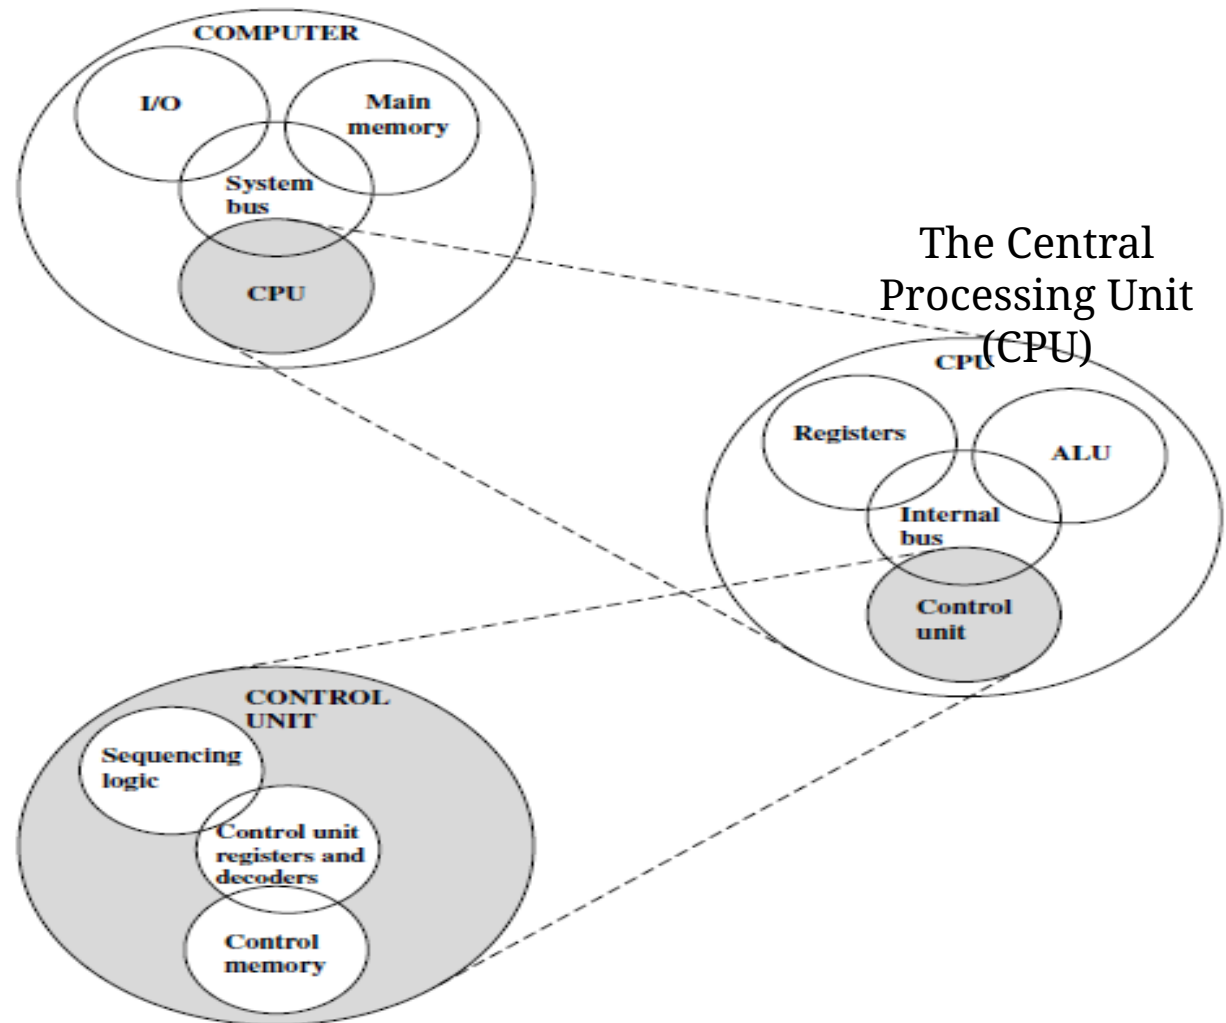 COMPUTER
I/O
Main
memory
System
bus
CPU
The Central
Processing Unit
(CPU)
CPU
Registers
ALU
Internal
bus
Control
unit
CONTROL
UNIT
Sequencing
logic
Control unit
registers and
decoders
Control
memory